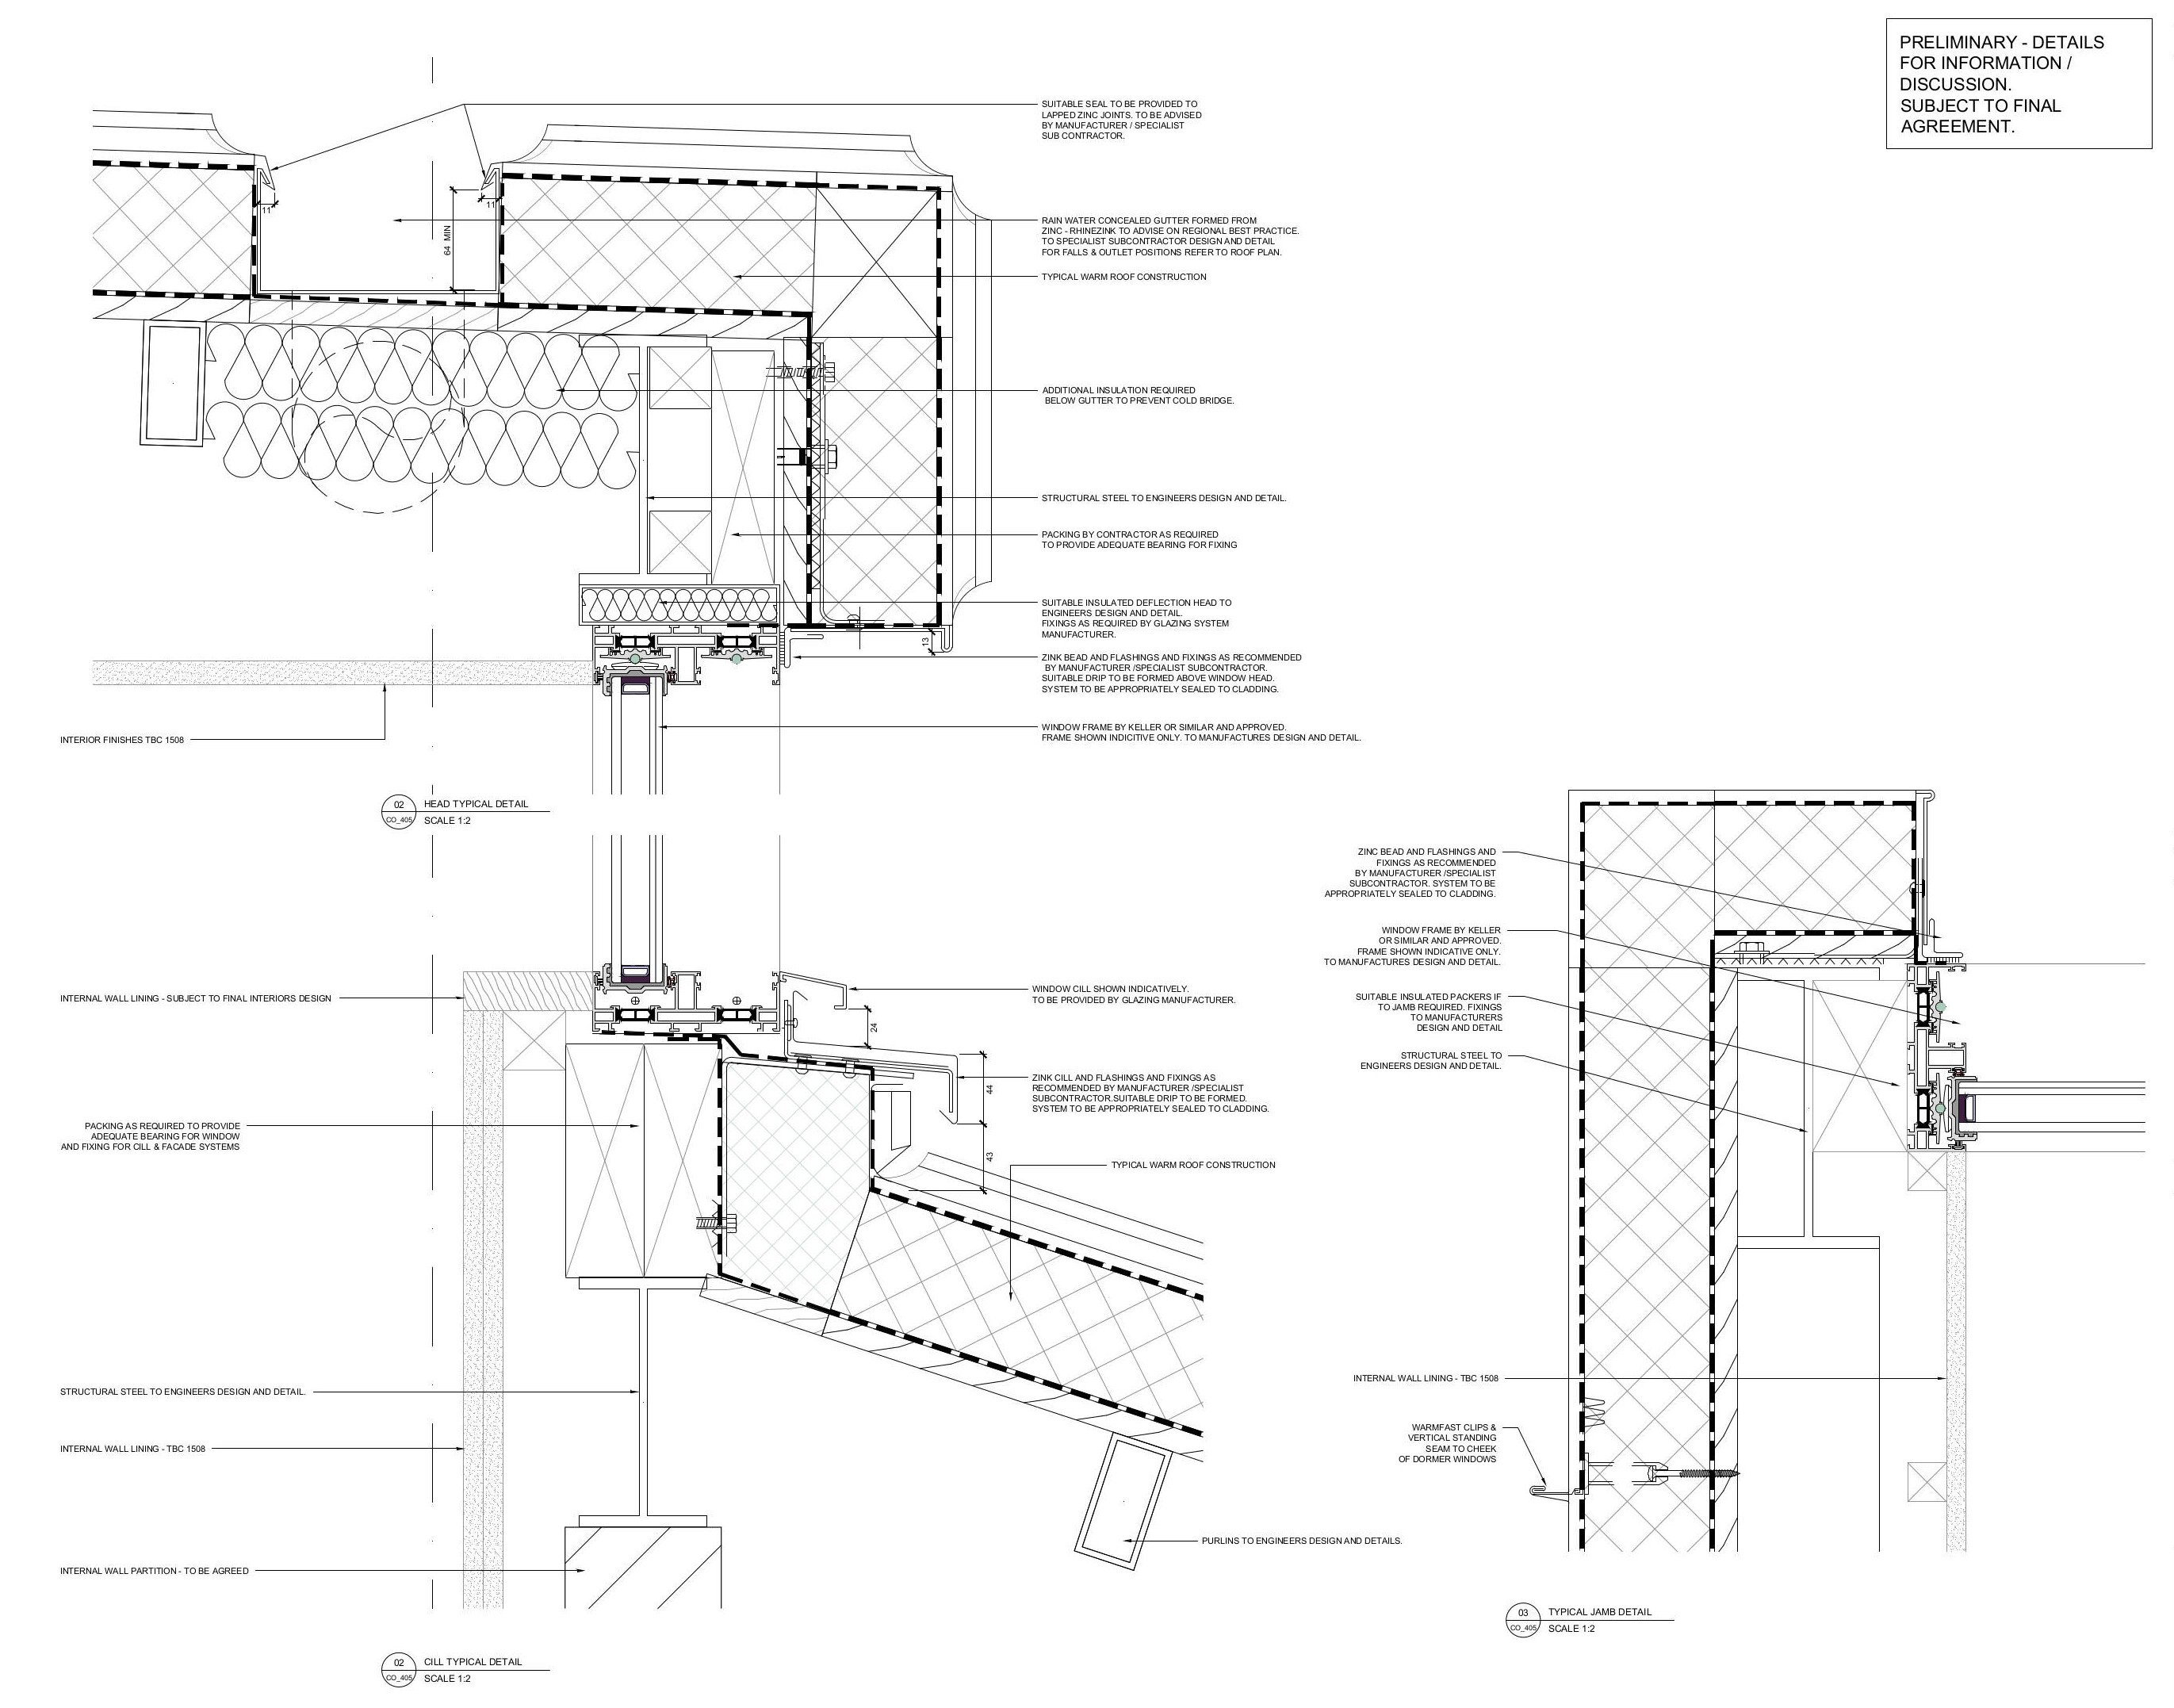 PRELIMINARY - DETAILS
FOR INFORMATION /
DISCUSSION.
SUBJECT TO FINAL
AGREEMENT.
SUITABLE SEAL TO BE PROVIDED TO
LAPPED ZINC JOINTS. TO BE ADVISED
BY MANUFACTURER / SPECIALIST
SUB CONTRACTOR.
11
11
64 MIN
RAIN WATER CONCEALED GUTTER FORMED FROM
ZINC - RHINEZINK TO ADVISE ON REGIONAL BEST PRACTICE.
TO SPECIALIST SUBCONTRACTOR DESIGN AND DETAIL
FOR FALLS & OUTLET POSITIONS REFER TO ROOF PLAN.
TYPICAL WARM ROOF CONSTRUCTION
ADDITIONAL INSULATION REQUIRED
BELOW GUTTER TO PREVENT COLD BRIDGE.
STRUCTURAL STEEL TO ENGINEERS DESIGN AND DETAIL.
PACKING BY CONTRACTOR AS REQUIRED
TO PROVIDE ADEQUATE BEARING FOR FIXING
SUITABLE INSULATED DEFLECTION HEAD TO
ENGINEERS DESIGN AND DETAIL.
FIXINGS AS REQUIRED BY GLAZING SYSTEM
MANUFACTURER.
13
ZINK BEAD AND FLASHINGS AND FIXINGS AS RECOMMENDED
BY MANUFACTURER /SPECIALIST SUBCONTRACTOR.
SUITABLE DRIP TO BE FORMED ABOVE WINDOW HEAD.
SYSTEM TO BE APPROPRIATELY SEALED TO CLADDING.
WINDOW FRAME BY KELLER OR SIMILAR AND APPROVED.
FRAME SHOWN INDICITIVE ONLY. TO MANUFACTURES DESIGN AND DETAIL.
INTERIOR FINISHES TBC 1508
02
CO_405
HEAD TYPICAL DETAIL
SCALE 1:2
INTERNAL WALL LINING - SUBJECT TO FINAL INTERIORS DESIGN
WINDOW CILL SHOWN INDICATIVELY.
TO BE PROVIDED BY GLAZING MANUFACTURER.
24
ZINK CILL AND FLASHINGS AND FIXINGS AS
RECOMMENDED BY MANUFACTURER /SPECIALIST
SUBCONTRACTOR.SUITABLE DRIP TO BE FORMED.
SYSTEM TO BE APPROPRIATELY SEALED TO CLADDING.
44
43
PACKING AS REQUIRED TO PROVIDE
ADEQUATE BEARING FOR WINDOW
AND FIXING FOR CILL & FACADE SYSTEMS
TYPICAL WARM ROOF CONSTRUCTION
STRUCTURAL STEEL TO ENGINEERS DESIGN AND DETAIL.
INTERNAL WALL LINING - TBC 1508
PURLINS TO ENGINEERS DESIGN AND DETAILS.
INTERNAL WALL PARTITION - TO BE AGREED
02
CO_405
CILL TYPICAL DETAIL
SCALE 1:2
ZINC BEAD AND FLASHINGS AND
FIXINGS AS RECOMMENDED
BY MANUFACTURER /SPECIALIST
SUBCONTRACTOR. SYSTEM TO BE
APPROPRIATELY SEALED TO CLADDING.
WINDOW FRAME BY KELLER
OR SIMILAR AND APPROVED.
FRAME SHOWN INDICATIVE ONLY.
TO MANUFACTURES DESIGN AND DETAIL.
SUITABLE INSULATED PACKERS IF
TO JAMB REQUIRED. FIXINGS
TO MANUFACTURERS
DESIGN AND DETAIL
STRUCTURAL STEEL TO
ENGINEERS DESIGN AND DETAIL.
INTERNAL WALL LINING - TBC 1508
WARMFAST CLIPS &
VERTICAL STANDING
SEAM TO CHEEK
OF DORMER WINDOWS
03
CO_405
TYPICAL JAMB DETAIL
SCALE 1:2